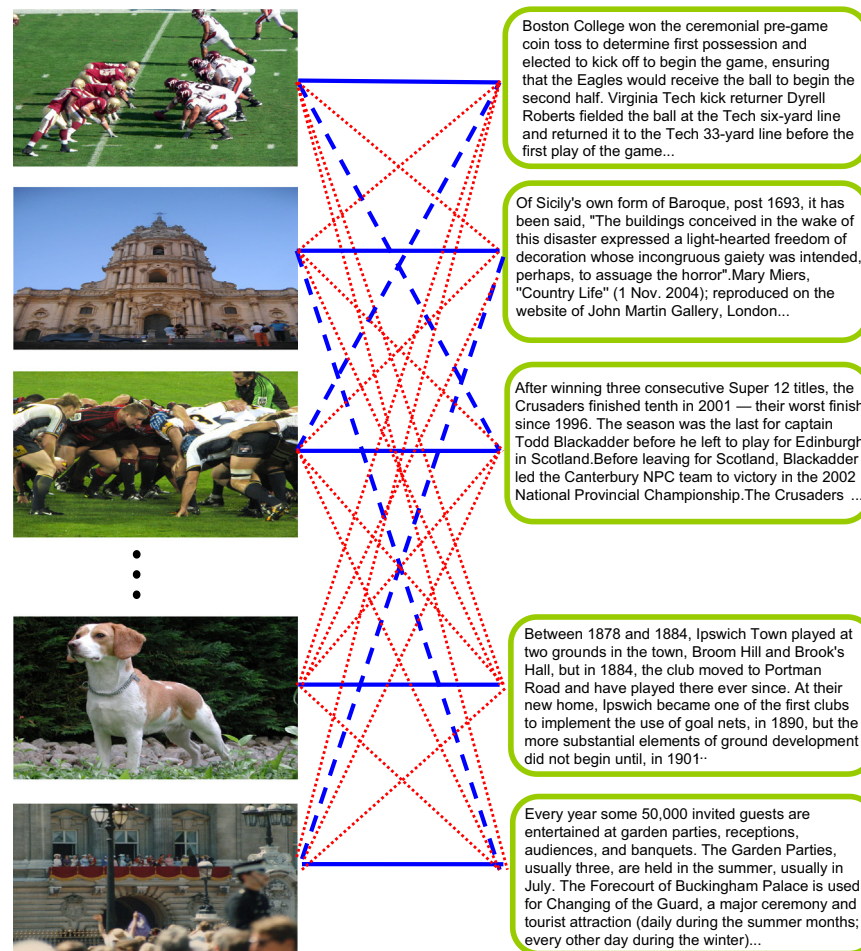 Boston College won the ceremonial pre-game
coin toss to determine first possession and
elected to kick off to begin the game, ensuring
that the Eagles would receive the ball to begin the
second half. Virginia Tech kick returner Dyrell
Roberts fielded the ball at the Tech six-yard line
and returned it to the Tech 33-yard line before the
first play of the game...
Of Sicily's own form of Baroque, post 1693, it has
been said, "The buildings conceived in the wake of
this disaster expressed a light-hearted freedom of
decoration whose incongruous gaiety was intended,
perhaps, to assuage the horror".Mary Miers,
"Country Life" (1 Nov. 2004); reproduced on the
website of John Martin Gallery, London...
After winning three consecutive Super 12 titles, the
Crusaders finished tenth in 2001 — their worst finish
since 1996. The season was the last for captain
Todd Blackadder before he left to play for Edinburgh
in Scotland.Before leaving for Scotland, Blackadder
led the Canterbury NPC team to victory in the 2002
National Provincial Championship.The Crusaders ...
Between 1878 and 1884, Ipswich Town played at
two grounds in the town, Broom Hill and Brook's
Hall, but in 1884, the club moved to Portman
Road and have played there ever since. At their
new home, Ipswich became one of the first clubs
to implement the use of goal nets, in 1890, but the
more substantial elements of ground development
did not begin until, in 1901··
Every year some 50,000 invited guests are
entertained at garden parties, receptions,
audiences, and banquets. The Garden Parties,
usually three, are held in the summer, usually in
July. The Forecourt of Buckingham Palace is used
for Changing of the Guard, a major ceremony and
tourist attraction (daily during the summer months;
every other day during the winter)...